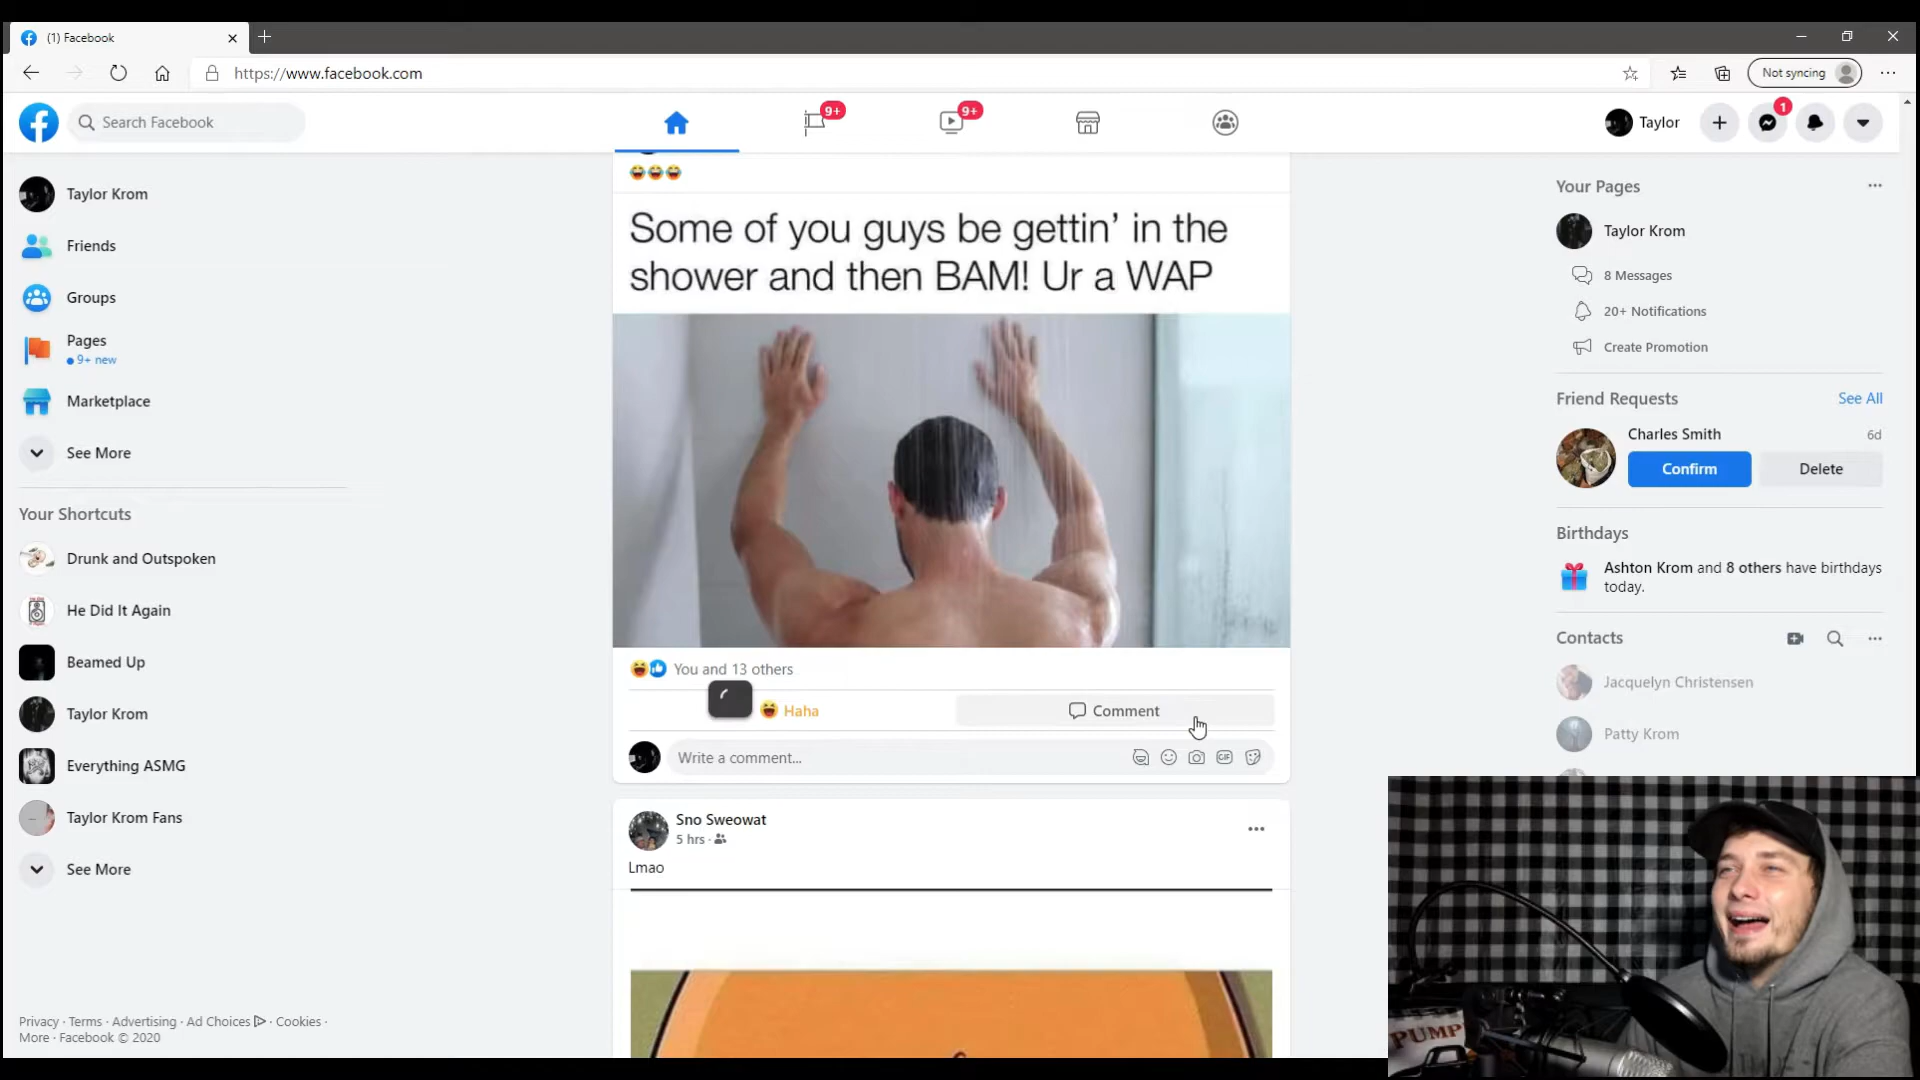 (1) Facebook
https://www.facebook.com
Not syncing
Search Facebook
9+
9+
Taylor
1
Taylor Krom
Friends
Groups
Pages
9+ new
Marketplace
See More
Your Shortcuts
Drunk and Outspoken
He Did It Again
Beamed Up
Taylor Krom
Everything ASMG
Taylor Krom Fans
See More
Privacy · Terms · Advertising · Ad Choices · Cookies ·
More · Facebook © 2020
Some of you guys be gettin' in the
shower and then BAM! Ur a WAP
You and 13 others
Haha
Comment
Write a comment...
GIF
Sno Sweowat
5 hrs ·
Lmao
Your Pages
Taylor Krom
8 Messages
20+ Notifications
Create Promotion
Friend Requests
See All
Charles Smith
6d
Confirm
Delete
Birthdays
Ashton Krom and 8 others have birthdays
today.
Contacts
Jacquelyn Christensen
Patty Krom
PUMP